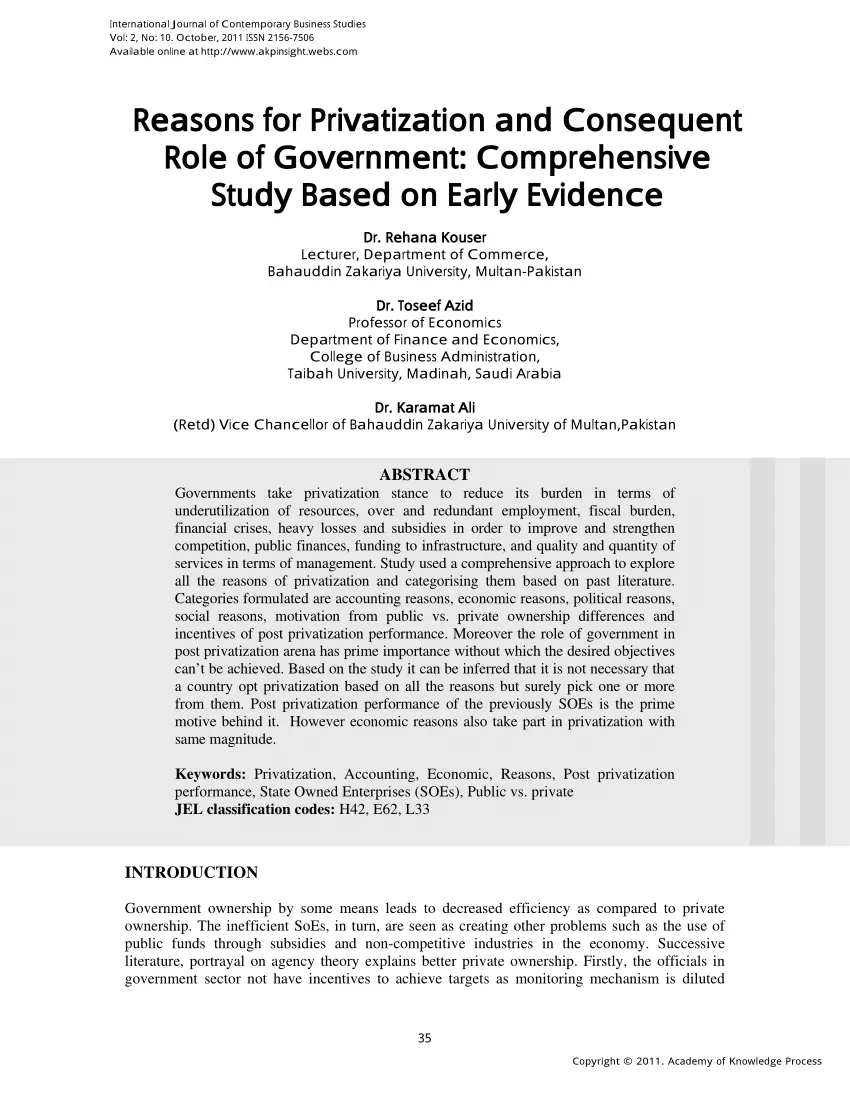 International Journal of Contemporary Business Studies
Vol: 2, No: 10. October, 2011 ISSN 2156-7506
Available online at http://www.akpinsight.webs.com
Reasons for Privatization and Consequent
Role of Government: Comprehensive
Study Based on Early Evidence
Dr. Rehana Kouser
Lecturer, Department of Commerce,
Bahauddin Zakariya University, Multan-Pakistan
Dr. Toseef Azid
Professor of Economics
Department of Finance and Economics,
College of Business Administration,
Taibah University, Madinah, Saudi Arabia
Dr. Karamat Ali
(Retd) Vice Chancellor of Bahauddin Zakariya University of Multan,Pakistan
ABSTRACT
Governments take privatization stance to reduce its burden in terms of
underutilization of resources, over and redundant employment, fiscal burden,
financial crises, heavy losses and subsidies in order to improve and strengthen
competition, public finances, funding to infrastructure, and quality and quantity of
services in terms of management. Study used a comprehensive approach to explore
all the reasons of privatization and categorising them based on past literature.
Categories formulated are accounting reasons, economic reasons, political reasons,
social reasons, motivation from public vs. private ownership differences and
incentives of post privatization performance. Moreover the role of government in
post privatization arena has prime importance without which the desired objectives
can’t be achieved. Based on the study it can be inferred that it is not necessary that
a country opt privatization based on all the reasons but surely pick one or more
from them. Post privatization performance of the previously SOEs is the prime
motive behind it.  However economic reasons also take part in privatization with
same magnitude.
Keywords: Privatization, Accounting, Economic, Reasons, Post privatization
performance, State Owned Enterprises (SOEs), Public vs. private
JEL classification codes: H42, E62, L33
INTRODUCTION
Government ownership by some means leads to decreased efficiency as compared to private
ownership. The inefficient SoEs, in turn, are seen as creating other problems such as the use of
public funds through subsidies and non-competitive industries in the economy. Successive
literature, portrayal on agency theory explains better private ownership. Firstly, the officials in
government sector not have incentives to achieve targets as monitoring mechanism is diluted
35
Copyright © 2011. Academy of Knowledge Process